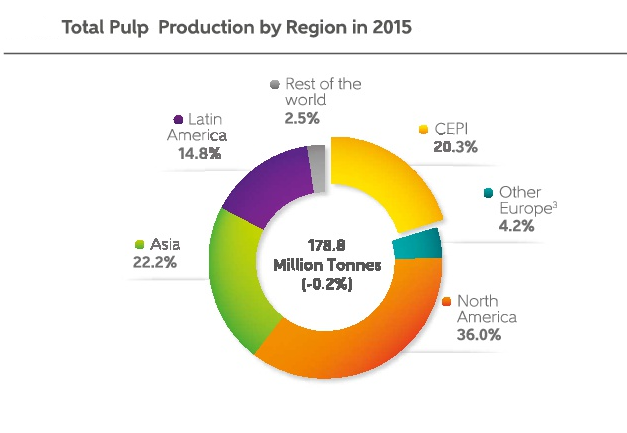 Total Pulp Production by Region in 2015
Rest of the
world
2.5%
Latin
America
14.8%
CEPI
20.3%
Other
Europe³
4.2%
Asia
22.2%
178.8
Million Tonnes
(-0.2%)
North
America
36.0%